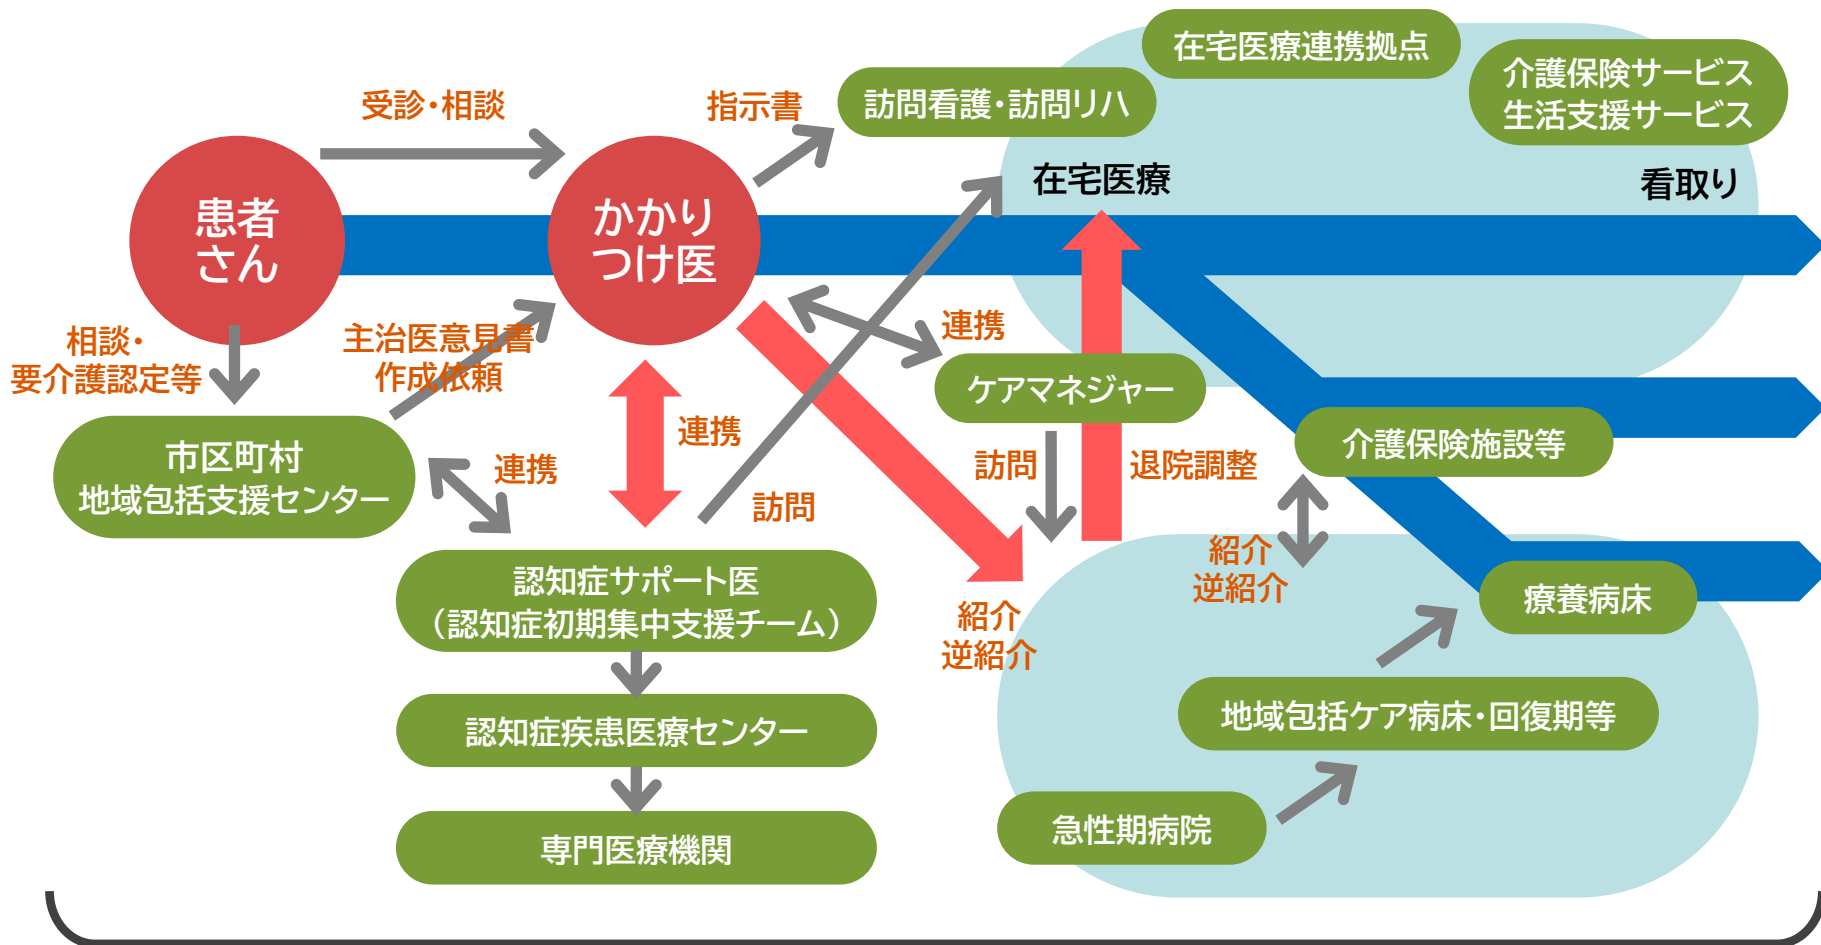 在宅医療連携拠点
介護保険サービス
生活支援サービス
訪問看護・訪問リハ
受診・相談
指示書
在宅医療
看取り
患者
さん
かかり
つけ医
相談・
要介護認定等
主治医意見書
作成依頼
連携
ケアマネジャー
市区町村
地域包括支援センター
連携
連携
訪問
訪問
退院調整
介護保険施設等
紹介
逆紹介
認知症サポート医
（認知症初期集中支援チーム）
紹介
逆紹介
療養病床
認知症疾患医療センター
地域包括ケア病床・回復期等
専門医療機関
急性期病院